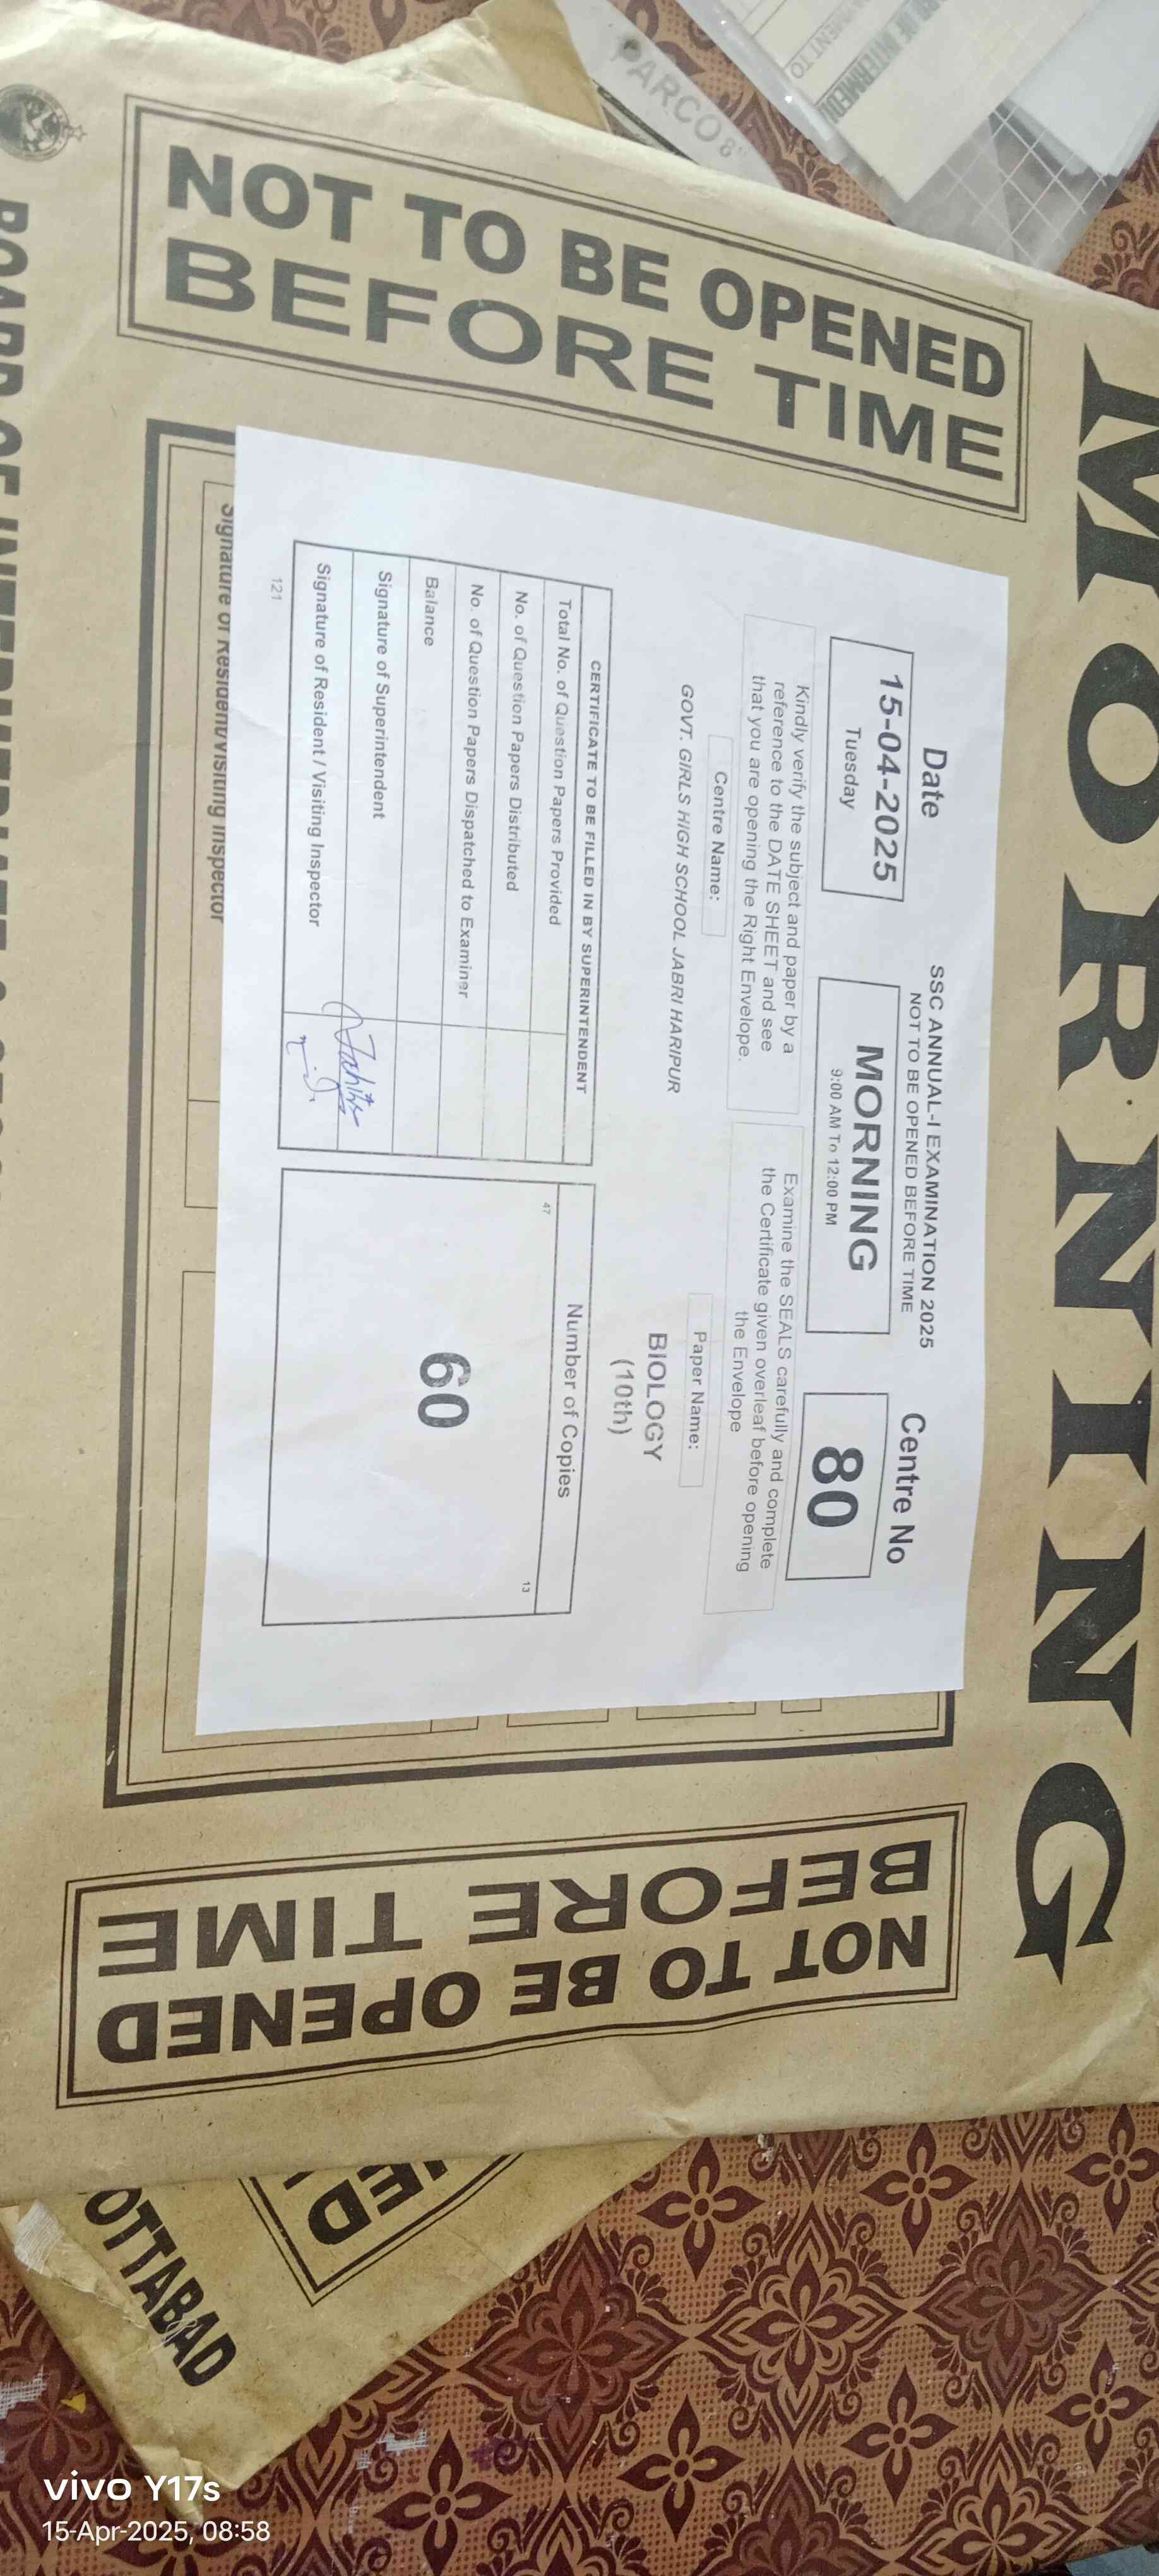 MORNING
NOT TO BE OPENED
BEFORE TIME
Date
15-04-2025
Tuesday
SSC ANNUAL-I EXAMINATION 2025
NOT TO BE OPENED BEFORE TIME
MORNING
9:00 AM To 12:00 PM
Centre No
80
Kindly verify the subject and paper by a
reference to the DATE SHEET and see
that you are opening the Right Envelope.
Examine the SEALS carefully and complete
the Certificate given overleaf before opening
the Envelope
Centre Name:
GOVT. GIRLS HIGH SCHOOL JABRI HARIPUR
Paper Name:
BIOLOGY
(10th)
CERTIFICATE TO BE FILLED IN BY SUPERINTENDENT
Total No. of Question Papers Provided
No. of Question Papers Distributed
No. of Question Papers Dispatched to Examiner
Balance
Signature of Superintendent
Signature of Resident / Visiting Inspector
121
Number of Copies
47
13
60
Signature of Resident/Visiting Inspector
NOT TO BE OPENED
BEFORE TIME
BOARD OF INTERMEDIATE &
OTTABAD
PARCO 8"
vivo Y17s
15-Apr-2025, 08:58